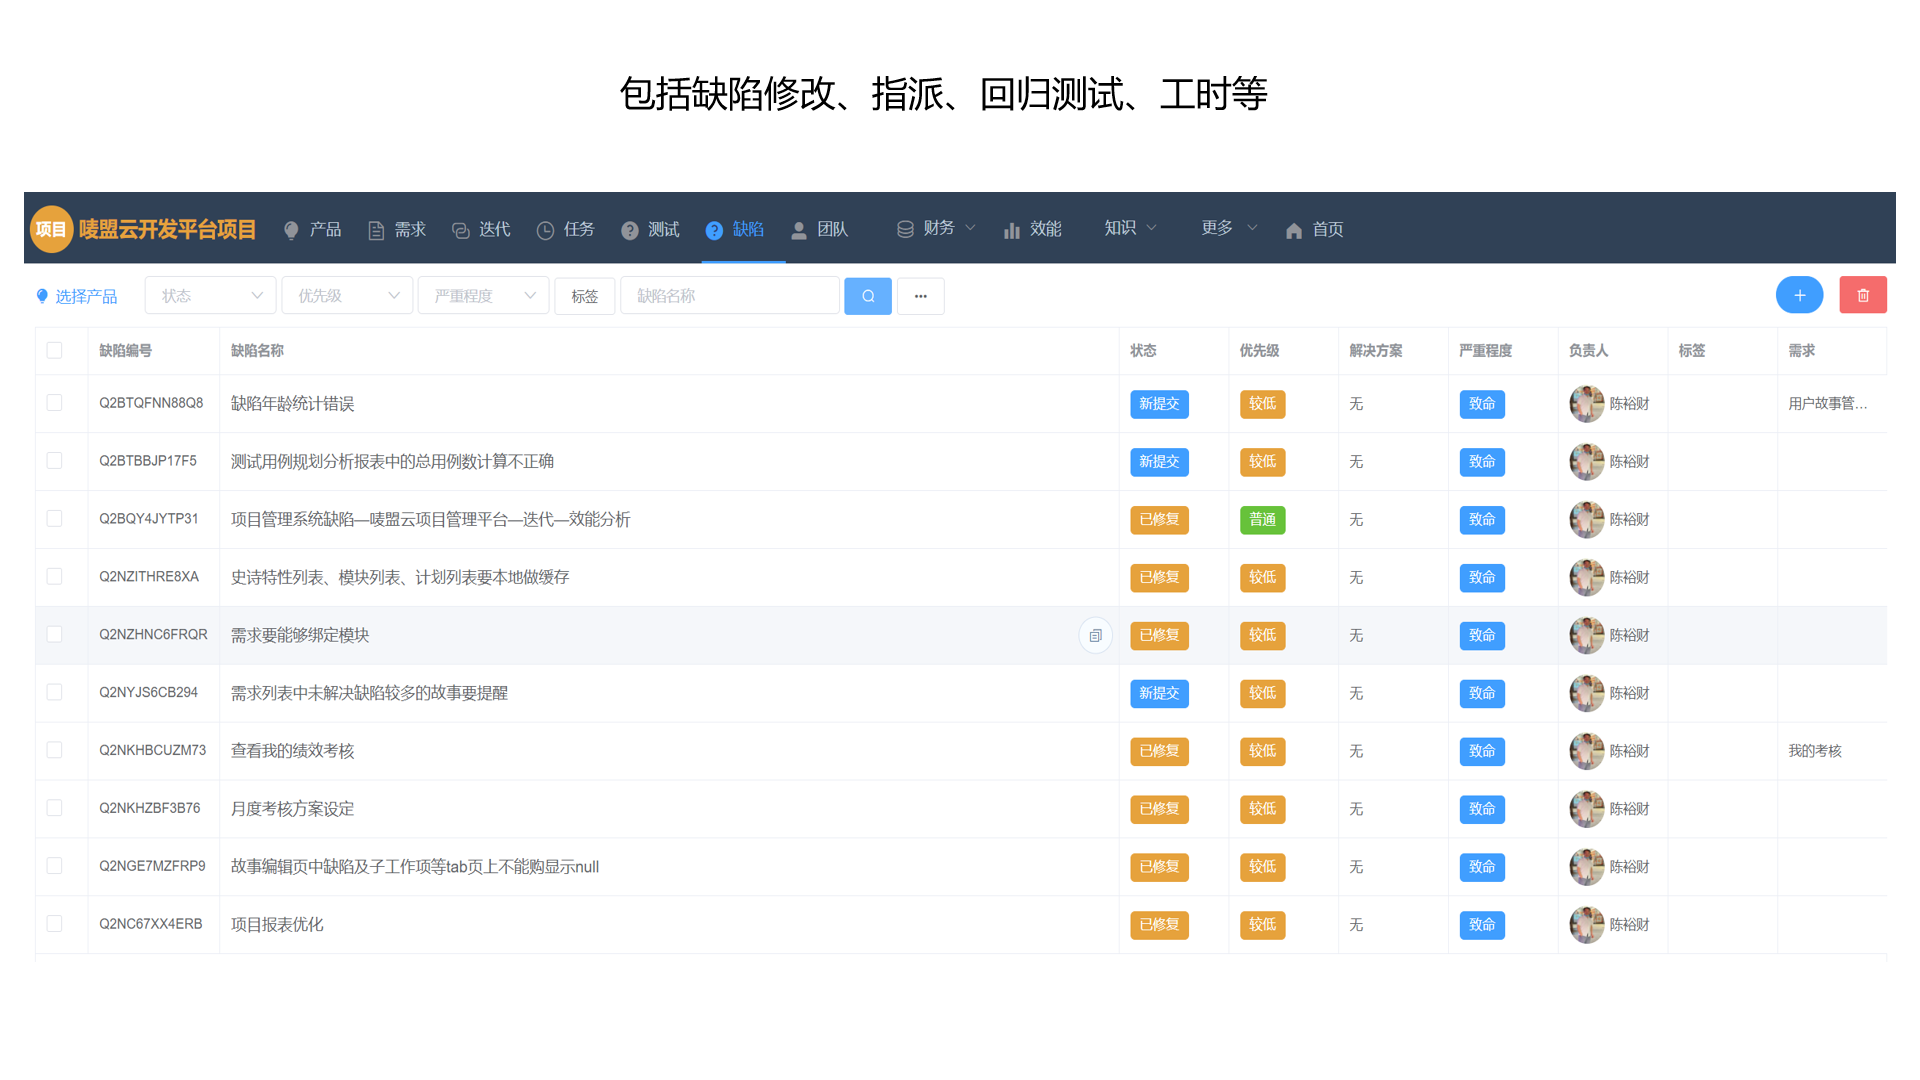 包括缺陷修改、指派、回归测试、工时等
项目 唛盟云开发平台项目 产品 需求 迭代 任务 测试 缺陷 团队 财务 效能 知识 更多 首页
选择产品 状态 优先级 严重程度 标签 缺陷名称
缺陷编号 缺陷名称 状态 优先级 解决方案 严重程度 负责人 标签 需求
Q2BTQFNN88Q8 缺陷年龄统计错误 新提交 较低 无 致命 陈裕财 用户故事管...
Q2BTBBJP17F5 测试用例规划分析报表中的总用例数计算不正确 新提交 较低 无 致命 陈裕财
Q2BQY4JYTP31 项目管理系统缺陷—唛盟云项目管理平台—迭代—效能分析 已修复 普通 无 致命 陈裕财
Q2NZITHRE8XA 史诗特性列表、模块列表、计划列表要本地做缓存 已修复 较低 无 致命 陈裕财
Q2NZHNC6FRQR 需求要能够绑定模块 已修复 较低 无 致命 陈裕财
Q2NYJS6CB294 需求列表中未解决缺陷较多的故事要提醒 新提交 较低 无 致命 陈裕财
Q2NKHBCUZM73 查看我的绩效考核 已修复 较低 无 致命 陈裕财 我的考核
Q2NKHZBF3B76 月度考核方案设定 已修复 较低 无 致命 陈裕财
Q2NGE7MZFRP9 故事编辑页中缺陷及子工作项等tab页上不能购显示null 已修复 较低 无 致命 陈裕财
Q2NC67XX4ERB 项目报表优化 已修复 较低 无 致命 陈裕财